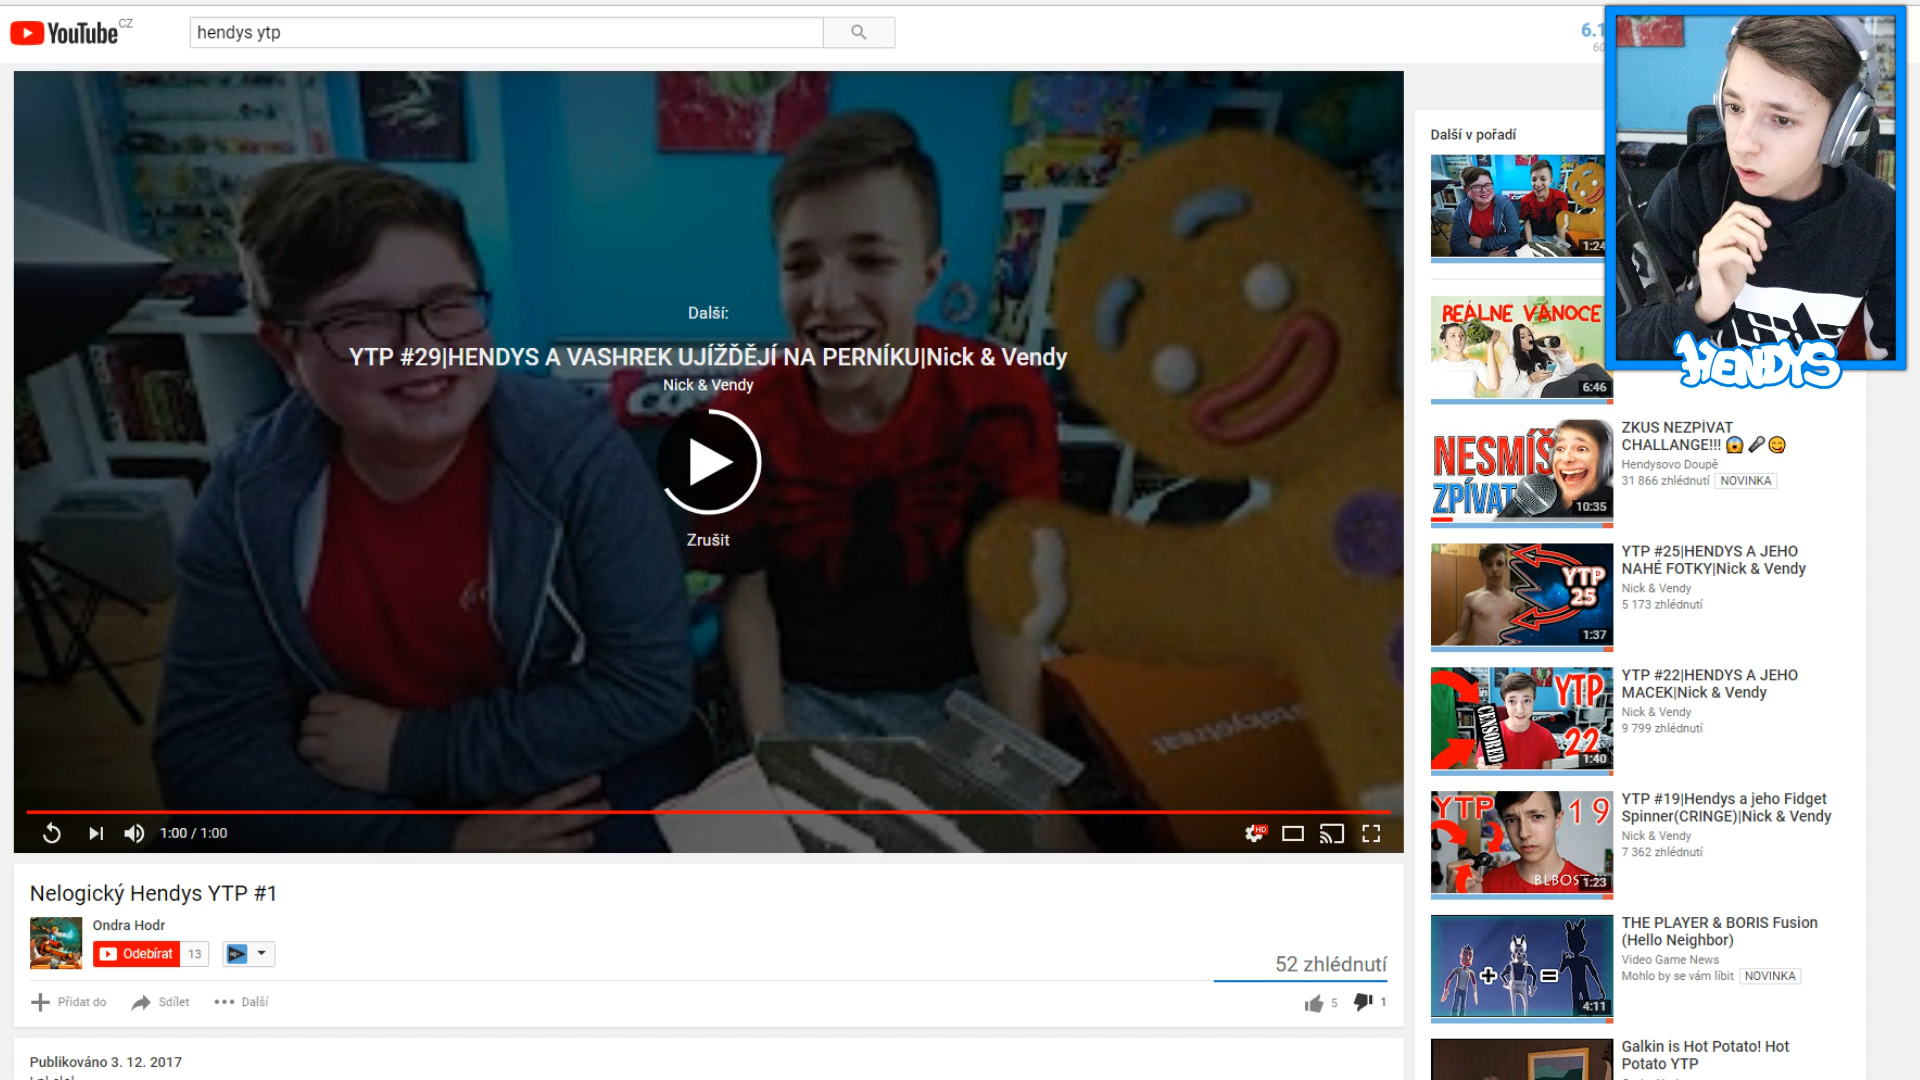 YouTube CZ
hendys ytp
Další:
YTP #29|HENDYS A VASHREK UJÍŽDĚJÍ NA PERNÍKU|Nick & Vendy
Nick & Vendy
Zrušit
1:00 / 1:00
HD
Nelogický Hendys YTP #1
Ondra Hodr
Odebírat 13
52 zhlédnutí
Přidat do
Sdílet
Další
5
1
Publikováno 3. 12. 2017
Další v pořadí
1:24
REÁLNÉ VÁNOCE
6:46
HENDYS
NESMÍŠ
ZPÍVAT
10:35
ZKUS NEZPÍVAT
CHALLANGE!!! 😱 🎤 😋
Hendysovo Doupě
31 866 zhlédnutí NOVINKA
YTP
25
1:37
YTP #25|HENDYS A JEHO
NAHÉ FOTKY|Nick & Vendy
Nick & Vendy
5 173 zhlédnutí
YTP
CENSORED
22
1:40
YTP #22|HENDYS A JEHO
MACEK|Nick & Vendy
Nick & Vendy
9 799 zhlédnutí
YTP 19
1:23
YTP #19|Hendys a jeho Fidget
Spinner(CRINGE)|Nick & Vendy
Nick & Vendy
7 362 zhlédnutí
+ =
4:11
THE PLAYER & BORIS Fusion
(Hello Neighbor)
Video Game News
Mohlo by se vám líbit NOVINKA
Galkin is Hot Potato! Hot
Potato YTP